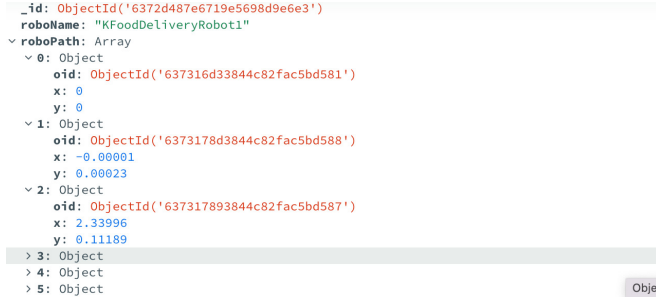 _id: ObjectId('6372d487e6719e5698d9e6e3')
roboName: "KFoodDeliveryRobot1"
roboPath: Array
0: Object
oid: ObjectId('637316d33844c82fac5bd581')
x: 0
y: 0
1: Object
oid: ObjectId('6373178d3844c82fac5bd588')
x: -0.00001
y: 0.00023
2: Object
oid: ObjectId('637317893844c82fac5bd587')
x: 2.33996
y: 0.11189
3: Object
4: Object
5: Object
Obje